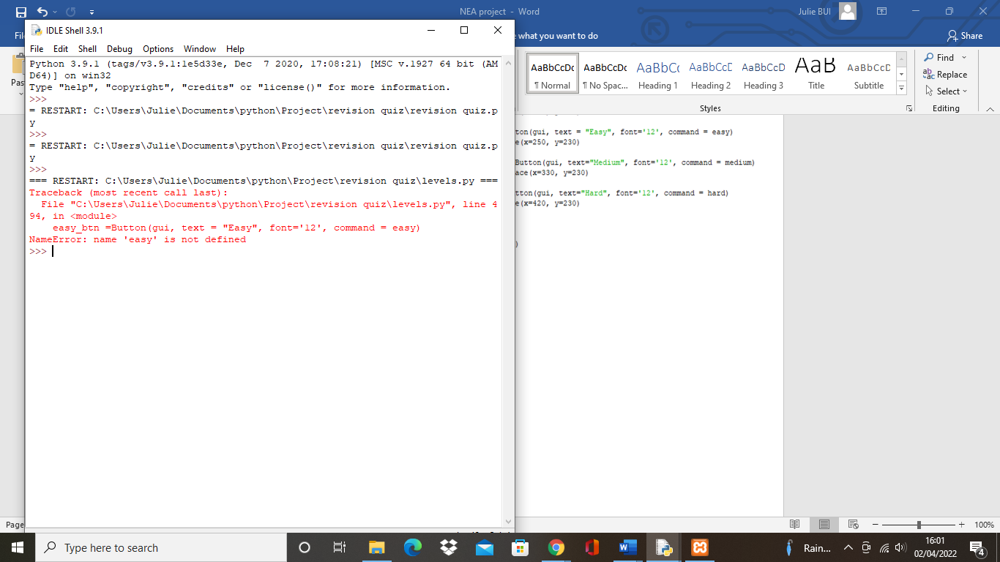 NEA project - Word
Julie BUI
IDLE Shell 3.9.1
File Edit Shell Debug Options Window Help
what you want to do
Share
Python 3.9.1 (tags/v3.9.1:1e5d33e, Dec  7 2020, 17:08:21) [MSC v.1927 64 bit (AM
D64)] on win32
Type "help", "copyright", "credits" or "license()" for more information.
>>>
= RESTART: C:\Users\Julie\Documents\python\Project\revision quiz\revision quiz.p
y
>>>
= RESTART: C:\Users\Julie\Documents\python\Project\revision quiz\revision quiz.p
y
>>>
=== RESTART: C:\Users\Julie\Documents\python\Project\revision quiz\levels.py ===
Traceback (most recent call last):
  File "C:\Users\Julie\Documents\python\Project\revision quiz\levels.py", line 4
94, in <module>
    easy_btn =Button(gui, text = "Easy", font='12', command = easy)
NameError: name 'easy' is not defined
>>>
AaBbCcDc AaBbCcDc AaBbCc AaBbCcC AaBbCcD AaB AaBbCcD
¶ Normal ¶ No Spac... Heading 1 Heading 2 Heading 3 Title Subtitle
Styles
Find
Replace
Select
Editing
ton(gui, text = "Easy", font='12', command = easy)
e(x=250, y=230)
Button(gui, text="Medium", font='12', command = medium)
ace(x=330, y=230)
tton(gui, text="Hard", font='12', command = hard)
e(x=420, y=230)
)
Page
100%
Type here to search
Rain...
16:01
02/04/2022
4